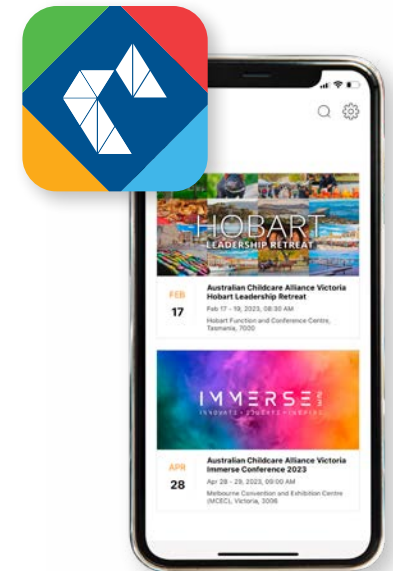 HOBART
LEADERSHIP RETREAT
FEB
17
Australian Childcare Alliance Victoria
Hobart Leadership Retreat
Feb 17 - 19, 2023, 08:30 AM
Hobart Function and Conference Centre,
Tasmania, 7000
IMMERSE
INNOVATE • EDUCATE • INSPIRE
APR
28
Australian Childcare Alliance Victoria
Immerse Conference 2023
Apr 28 - 29, 2023, 09:00 AM
Melbourne Convention and Exhibition Centre
(MCEC), Victoria, 3006